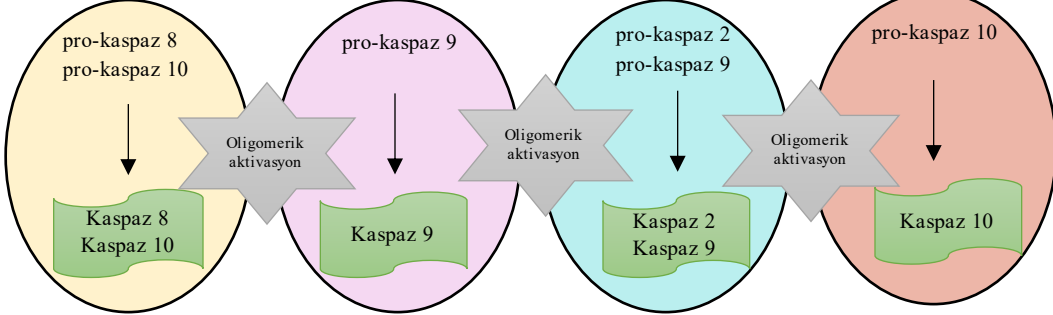 pro-kaspaz 8
pro-kaspaz 10
Oligomerik
aktivasyon
Kaspaz 8
Kaspaz 10
pro-kaspaz 9
Kaspaz 9
Oligomerik
aktivasyon
pro-kaspaz 2
pro-kaspaz 9
Kaspaz 2
Kaspaz 9
Oligomerik
aktivasyon
pro-kaspaz 10
Kaspaz 10